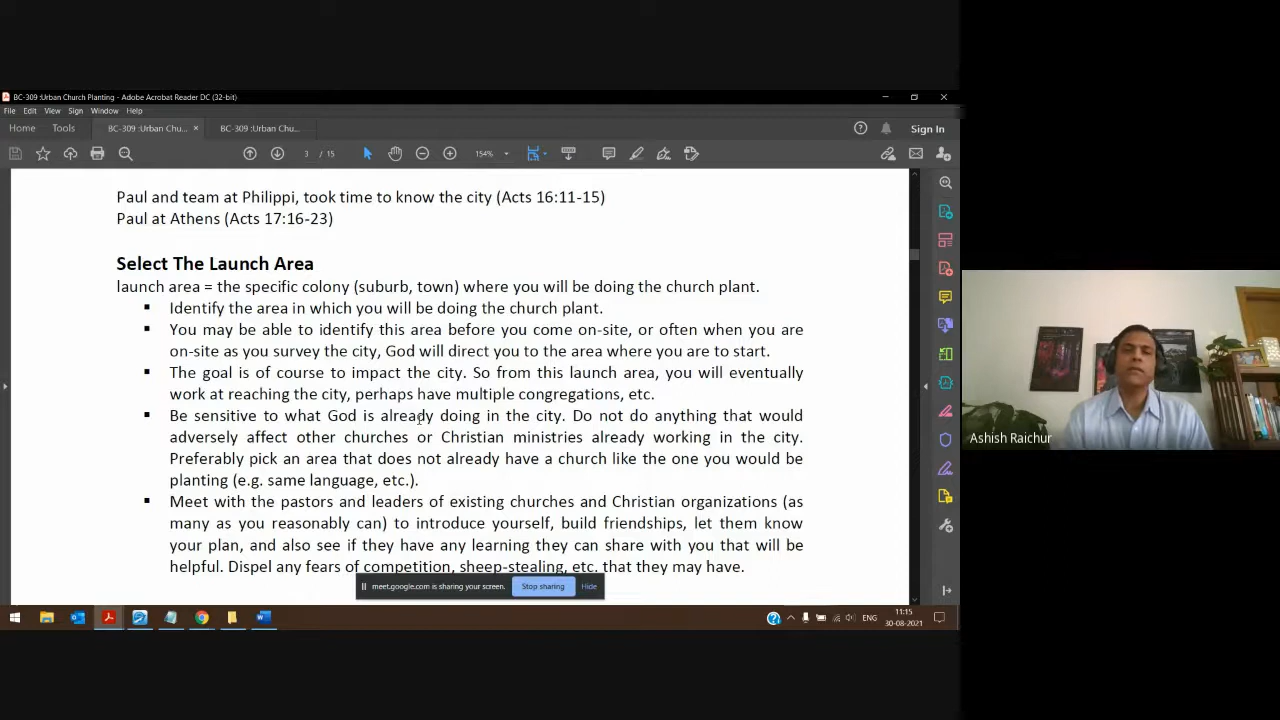 BC-309 :Urban Church Planting - Adobe Acrobat Reader DC (32-bit)
File Edit View Sign Window Help
Home Tools BC-309 :Urban Chu... × BC-309 :Urban Chu... Sign In
3 / 15 154%
Paul and team at Philippi, took time to know the city (Acts 16:11-15)
Paul at Athens (Acts 17:16-23)
Select The Launch Area
launch area = the specific colony (suburb, town) where you will be doing the church plant.
▪ Identify the area in which you will be doing the church plant.
▪ You may be able to identify this area before you come on-site, or often when you are
on-site as you survey the city, God will direct you to the area where you are to start.
▪ The goal is of course to impact the city. So from this launch area, you will eventually
work at reaching the city, perhaps have multiple congregations, etc.
▪ Be sensitive to what God is already doing in the city. Do not do anything that would
adversely affect other churches or Christian ministries already working in the city.
Preferably pick an area that does not already have a church like the one you would be
planting (e.g. same language, etc.).
▪ Meet with the pastors and leaders of existing churches and Christian organizations (as
many as you reasonably can) to introduce yourself, build friendships, let them know
your plan, and also see if they have any learning they can share with you that will be
helpful. Dispel any fears of competition, sheep-stealing, etc. that they may have.
meet.google.com is sharing your screen. Stop sharing Hide
ENG 11:15
30-08-2021
Ashish Raichur